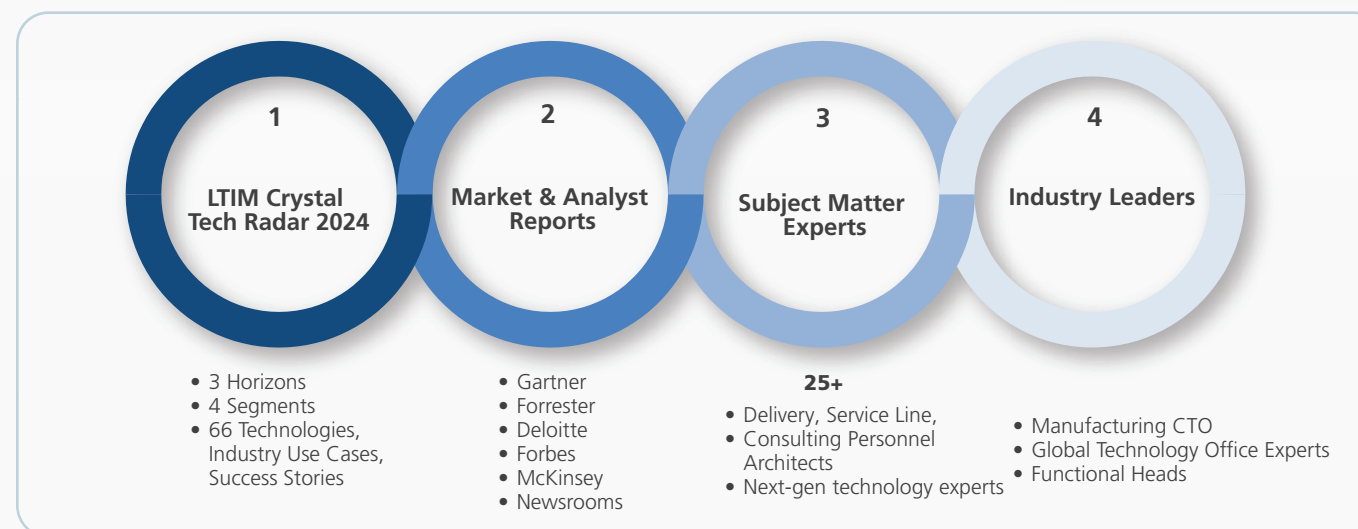 1
LTIM Crystal
Tech Radar 2024
• 3 Horizons
• 4 Segments
• 66 Technologies,
Industry Use Cases,
Success Stories
2
Market & Analyst
Reports
• Gartner
• Forrester
• Deloitte
• Forbes
• McKinsey
• Newsrooms
3
Subject Matter
Experts
25+
• Delivery, Service Line,
• Consulting Personnel
Architects
• Next-gen technology experts
4
Industry Leaders
• Manufacturing CTO
• Global Technology Office Experts
• Functional Heads